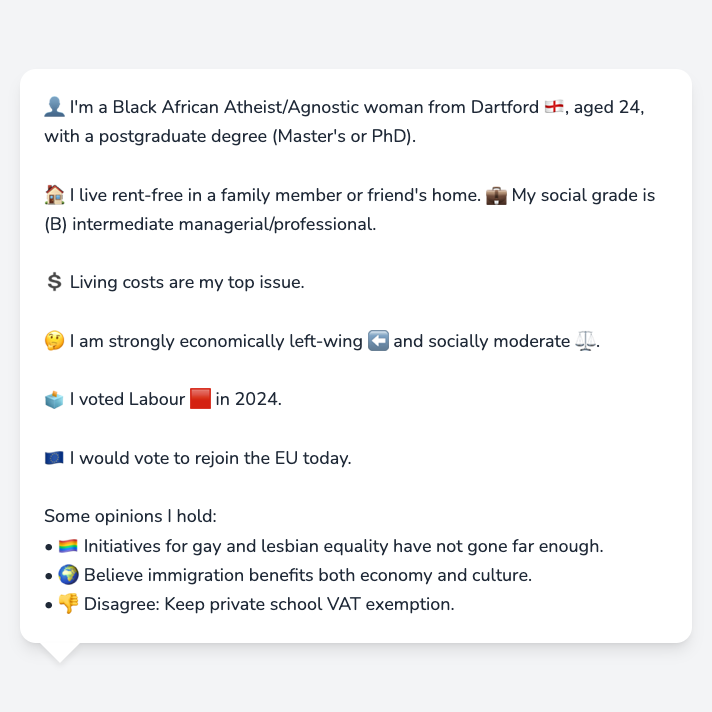 👤 I'm a Black African Atheist/Agnostic woman from Dartford 🏴󠁧󠁢󠁥󠁮󠁧󠁿, aged 24,
with a postgraduate degree (Master's or PhD).
🏠 I live rent-free in a family member or friend's home. 💼 My social grade is
(B) intermediate managerial/professional.
💲 Living costs are my top issue.
🤔 I am strongly economically left-wing ⬅️ and socially moderate ⚖️.
🗳️ I voted Labour 🟥 in 2024.
🇪🇺 I would vote to rejoin the EU today.
Some opinions I hold:
• 🏳️‍🌈 Initiatives for gay and lesbian equality have not gone far enough.
• 🌍 Believe immigration benefits both economy and culture.
• 👎 Disagree: Keep private school VAT exemption.